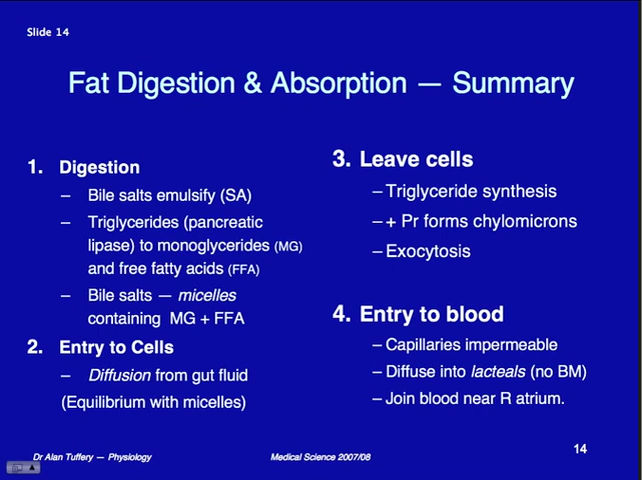 Slide 14
Fat Digestion & Absorption — Summary
1. Digestion
– Bile salts emulsify (SA)
– Triglycerides (pancreatic
lipase) to monoglycerides (MG)
and free fatty acids (FFA)
– Bile salts — micelles
containing MG + FFA
2. Entry to Cells
– Diffusion from gut fluid
(Equilibrium with micelles)
3. Leave cells
– Triglyceride synthesis
– + Pr forms chylomicrons
– Exocytosis
4. Entry to blood
– Capillaries impermeable
– Diffuse into lacteals (no BM)
– Join blood near R atrium.
Dr Alan Tuffery — Physiology
Medical Science 2007/08
14